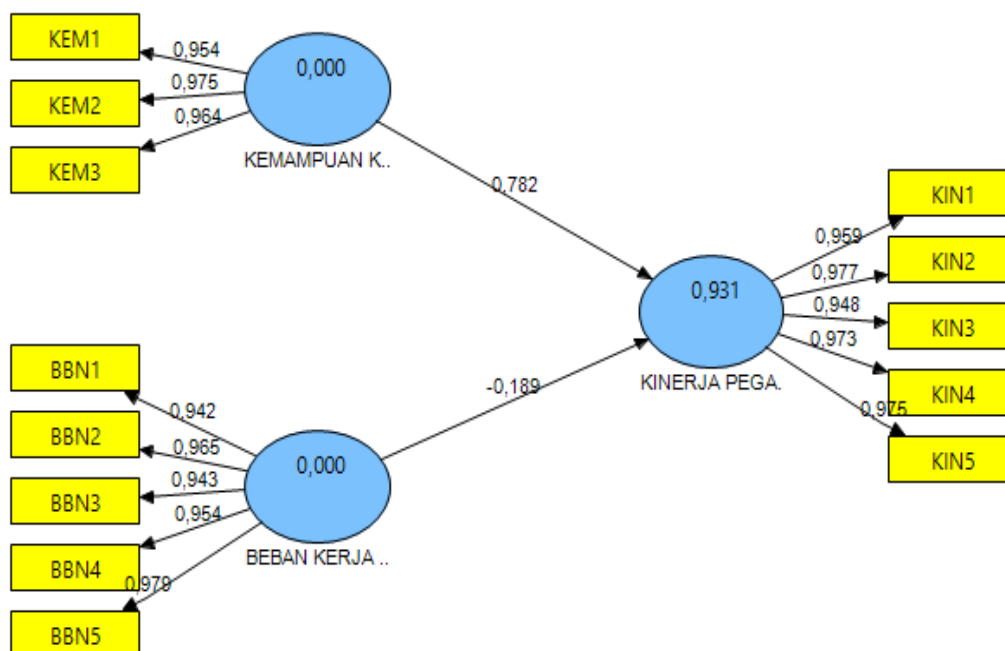 KEM1
0,954
KEM2
0,975
KEM3
0,964
0,000
KEMAMPUAN K..
0,782
BBN1
0,942
BBN2
0,965
BBN3
0,943
BBN4
0,954
BBN5
0,979
0,000
BEBAN KERJA ..
-0,189
0,931
KINERJA PEGA.
KIN1
0,959
KIN2
0,977
KIN3
0,948
KIN4
0,973
KIN5
0,975